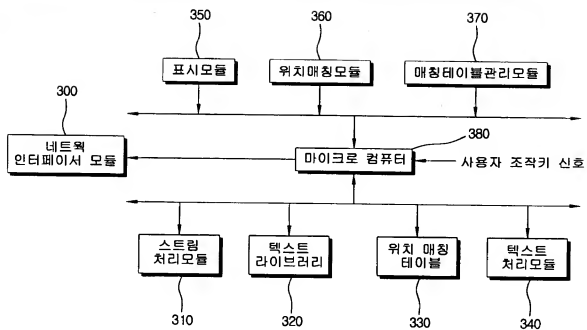 350
360
370
표시모듈
위치매칭모듈
매칭테이블관리모듈
300
380
네트웍
인터페이서 모듈
마이크로 컴퓨터
사용자 조작키 신호
스트림
처리모듈
텍스트
라이브러리
위치 매칭
테이블
텍스트
처리모듈
310
320
330
340